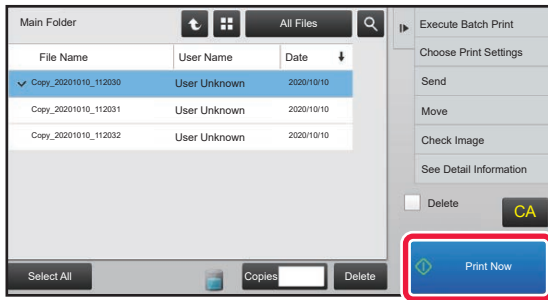 Main Folder
All Files
File Name User Name Date
Copy_20201010_112030 User Unknown 2020/10/10
Copy_20201010_112031 User Unknown 2020/10/10
Copy_20201010_112032 User Unknown 2020/10/10
Select All
Copies
Delete
Execute Batch Print
Choose Print Settings
Send
Move
Check Image
See Detail Information
Delete
CA
Print Now